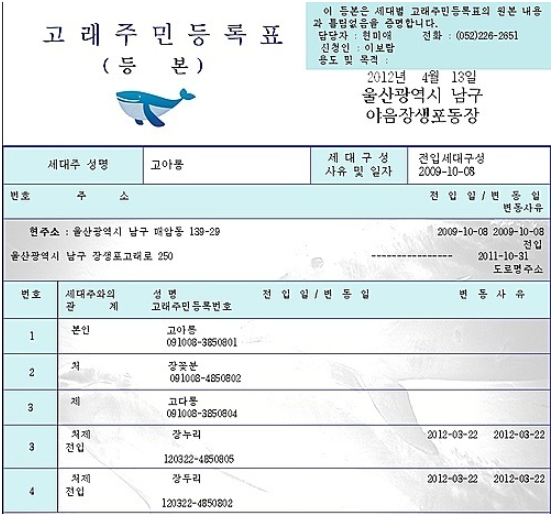 고 래 주 민 등 록 표
( 등 본 )
이 등본은 세대별 고래주민등록표의 원본 내용
과 틀림없음을 증명합니다.
담당자 : 현미애 전화 : (052)226-2651
신청인 : 이보람
용도 및 목적 :
2012년 4월 13일
울산광역시 남구
야음장생포동장
세대주 성명 고아롱 세 대 구 성 전입세대구성
사유 및 일자 2009-10-08
번호 주 소 전 입 일 / 변 동 일
변동사유
현주소 : 울산광역시 남구 매암동 139-29 2009-10-08 2009-10-08
전입
울산광역시 남구 장생포고래로 250 ---------------- 2011-10-31
도로명주소
번호 세대주와의 성 명 전 입 일 / 변 동 일 변 동 사 유
관 계 고래주민등록번호
1 본인 고아롱
091008-3850801
2 처 장꽃분
091008-4850802
3 제 고다롱
091008-3850804
3 처제 장누리 2012-03-22 2012-03-22
전입
120322-4850805
4 처제 장두리 2012-03-22 2012-03-22
전입
120322-4850802